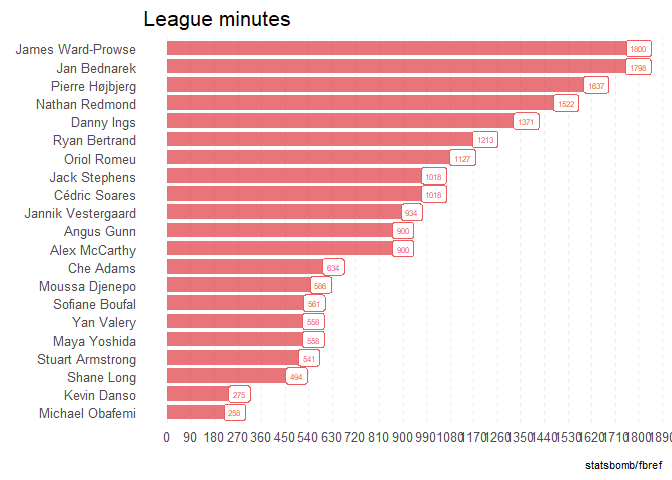 League minutes
James Ward-Prowse 1800
Jan Bednarek 1798
Pierre Højbjerg 1637
Nathan Redmond 1522
Danny Ings 1371
Ryan Bertrand 1213
Oriol Romeu 1127
Jack Stephens 1018
Cédric Soares 1018
Jannik Vestergaard 934
Angus Gunn 900
Alex McCarthy 900
Che Adams 634
Moussa Djenepo 586
Sofiane Boufal 561
Yan Valery 558
Maya Yoshida 558
Stuart Armstrong 541
Shane Long 494
Kevin Danso 275
Michael Obafemi 258
0 90 180 270 360 450 540 630 720 810 900 990 1080 1170 1260 1350 1440 1530 1620 1710 1800 1890
statsbomb/fbref